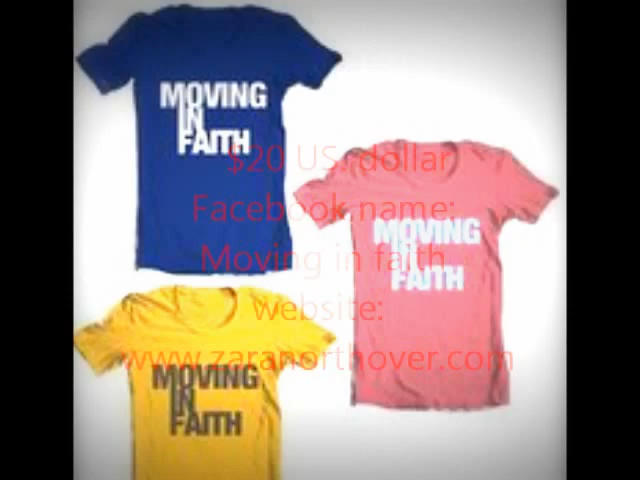 MOVING
IN
FAITH
$20 US. dollar
Facebook name:
Moving in faith
website:
www.zaranorthover.com
MOVING
IN
FAITH
MOVING
IN
FAITH